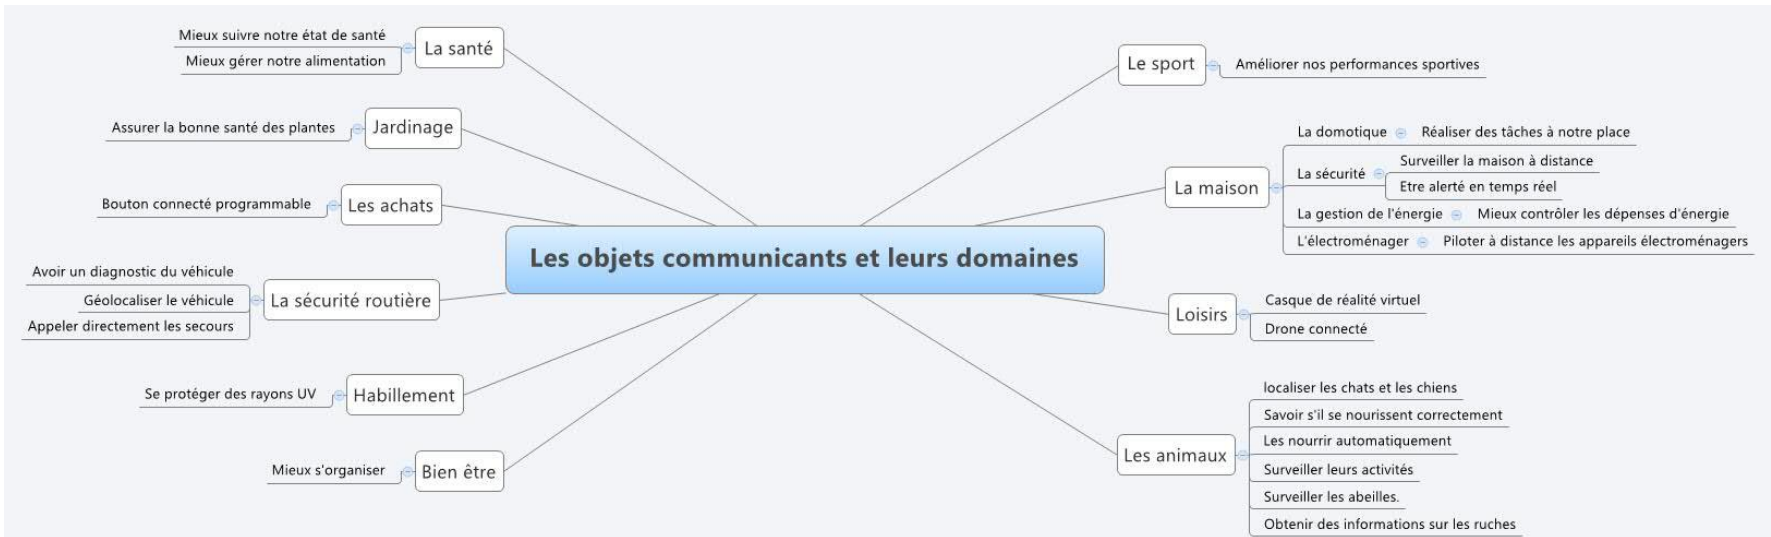 Les objets communicants et leurs domaines
La santé
Mieux suivre notre état de santé
Mieux gérer notre alimentation
Jardinage
Assurer la bonne santé des plantes
Les achats
Bouton connecté programmable
La sécurité routière
Avoir un diagnostic du véhicule
Géolocaliser le véhicule
Appeler directement les secours
Habillement
Se protéger des rayons UV
Bien être
Mieux s'organiser
Le sport
Améliorer nos performances sportives
La maison
La domotique
Réaliser des tâches à notre place
La sécurité
Surveiller la maison à distance
Etre alerté en temps réel
La gestion de l'énergie
Mieux contrôler les dépenses d'énergie
L'électroménager
Piloter à distance les appareils électroménagers
Loisirs
Casque de réalité virtuel
Drone connecté
Les animaux
localiser les chats et les chiens
Savoir s'il se nourissent correctement
Les nourrir automatiquement
Surveiller leurs activités
Surveiller les abeilles.
Obtenir des informations sur les ruches